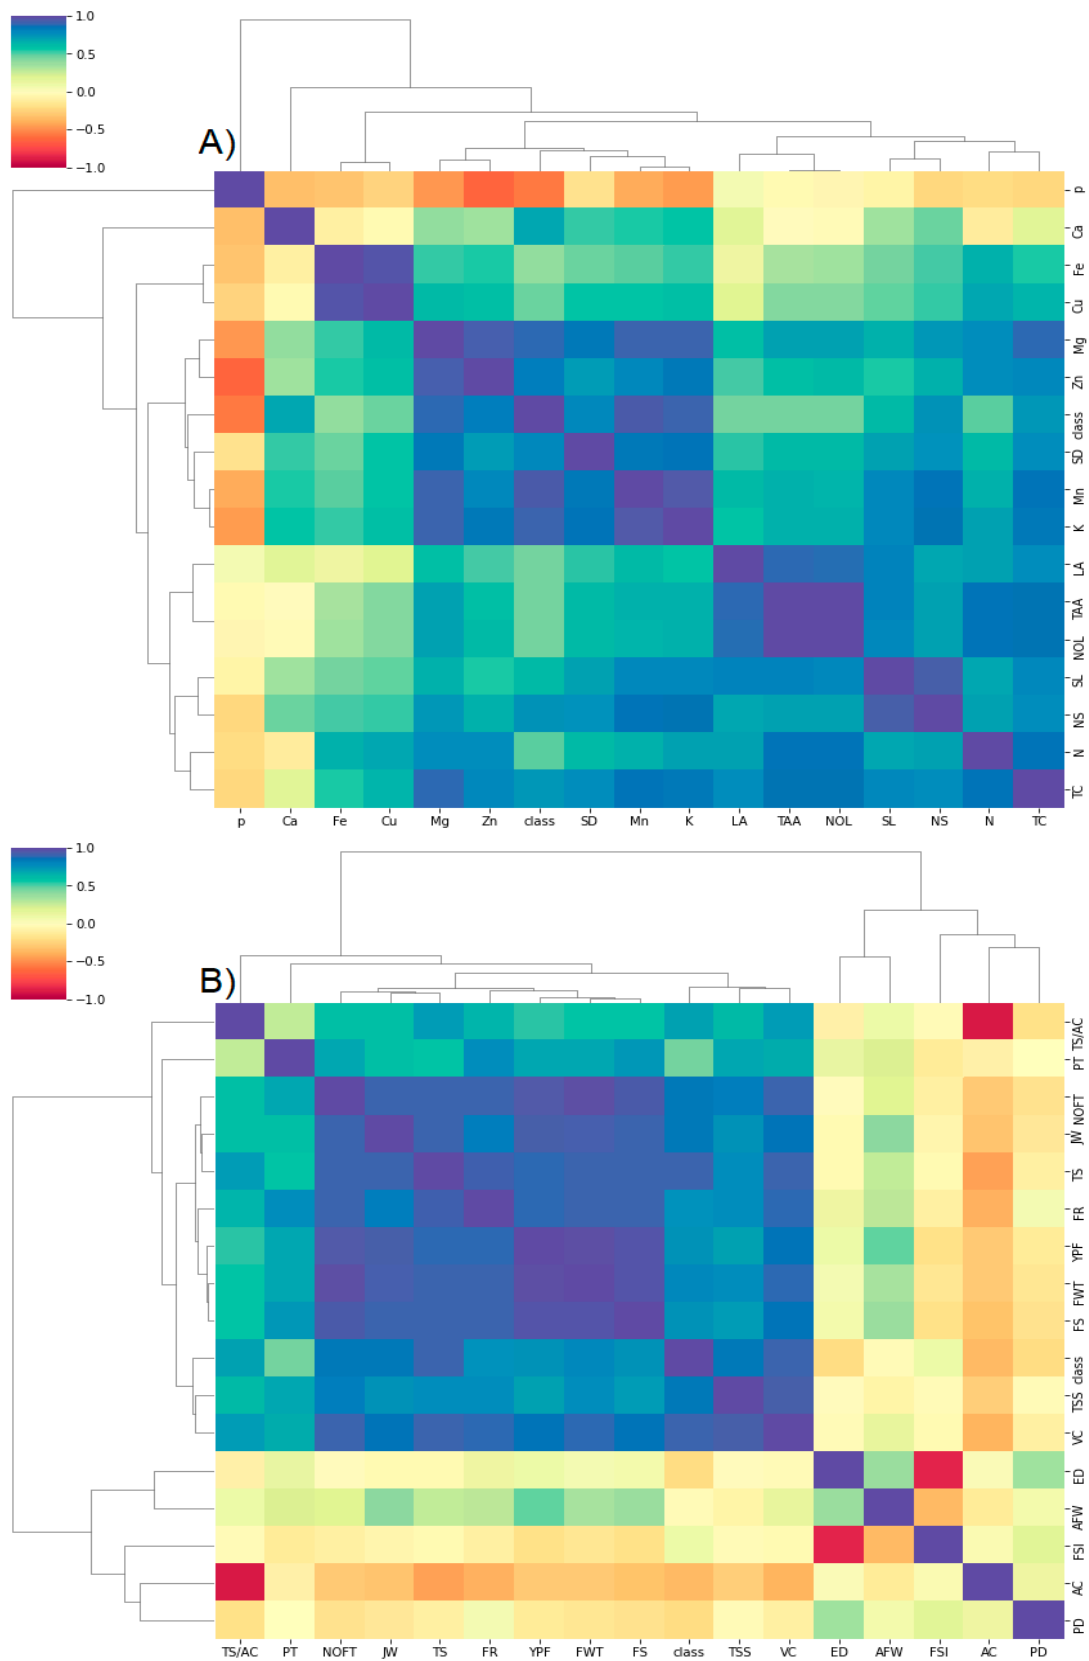 1.0
0.5
0.0
−0.5
−1.0
A)
p
Ca
Fe
Cu
Mg
Zn
class
SD
Mn
K
LA
TAA
NOL
SL
NS
N
TC
p Ca Fe Cu Mg Zn class SD Mn K LA TAA NOL SL NS N TC
1.0
0.5
0.0
−0.5
−1.0
B)
TS/AC
PT
NOFT
JW
TS
FR
YPF
FWT
FS
class
TSS
VC
ED
AFW
FSI
AC
PD
TS/AC PT NOFT JW TS FR YPF FWT FS class TSS VC ED AFW FSI AC PD